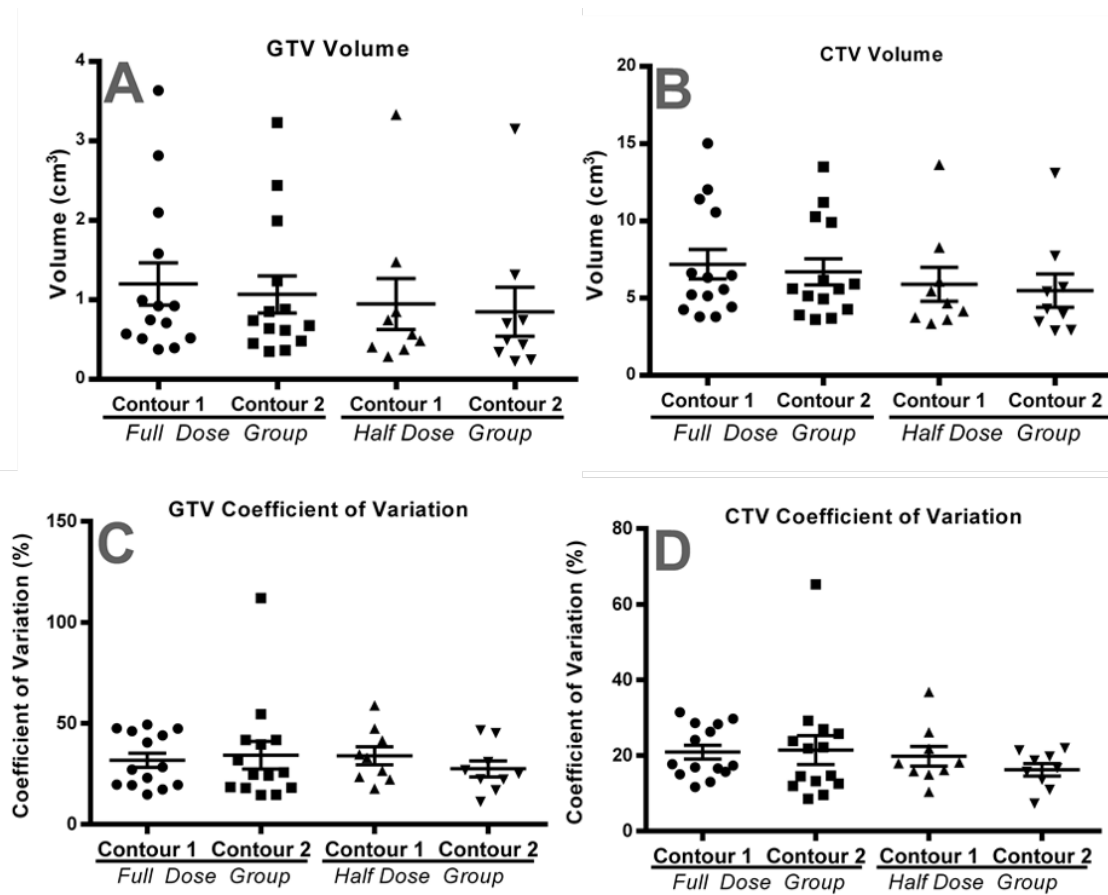 A
GTV Volume
Volume (cm³)
4
3
2
1
0
Contour 1 Contour 2 Contour 1 Contour 2
Full Dose Group Half Dose Group
B
CTV Volume
Volume (cm³)
20
15
10
5
0
Contour 1 Contour 2 Contour 1 Contour 2
Full Dose Group Half Dose Group
C
GTV Coefficient of Variation
Coefficient of Variation (%)
150
100
50
0
Contour 1 Contour 2 Contour 1 Contour 2
Full Dose Group Half Dose Group
D
CTV Coefficient of Variation
Coefficient of Variation (%)
80
60
40
20
0
Contour 1 Contour 2 Contour 1 Contour 2
Full Dose Group Half Dose Group